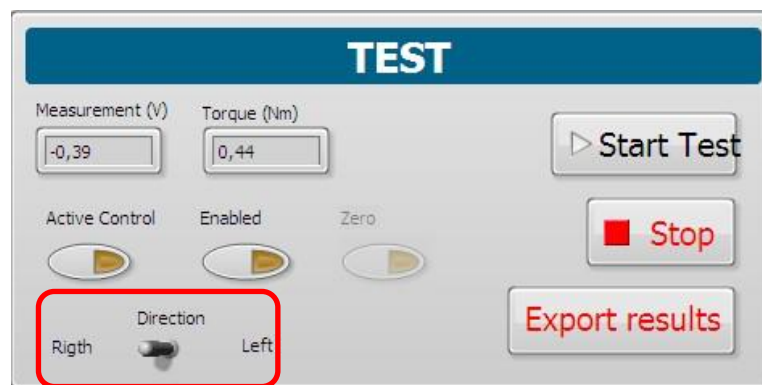 TEST
Measurement (V)
Torque (Nm)
-0,39
0,44
Start Test
Active Control
Enabled
Zero
Stop
Direction
Rigth
Left
Export results